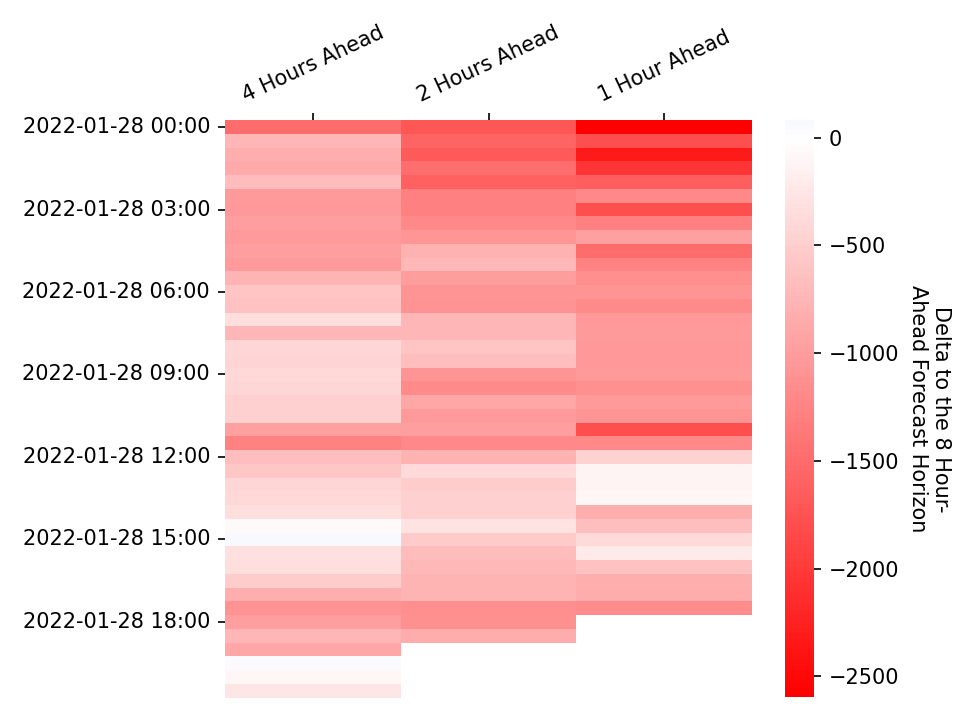 4 Hours Ahead
2 Hours Ahead
1 Hour Ahead
2022-01-28 00:00
2022-01-28 03:00
2022-01-28 06:00
2022-01-28 09:00
2022-01-28 12:00
2022-01-28 15:00
2022-01-28 18:00
0
−500
−1000
−1500
−2000
−2500
Delta to the 8 Hour-
Ahead Forecast Horizon